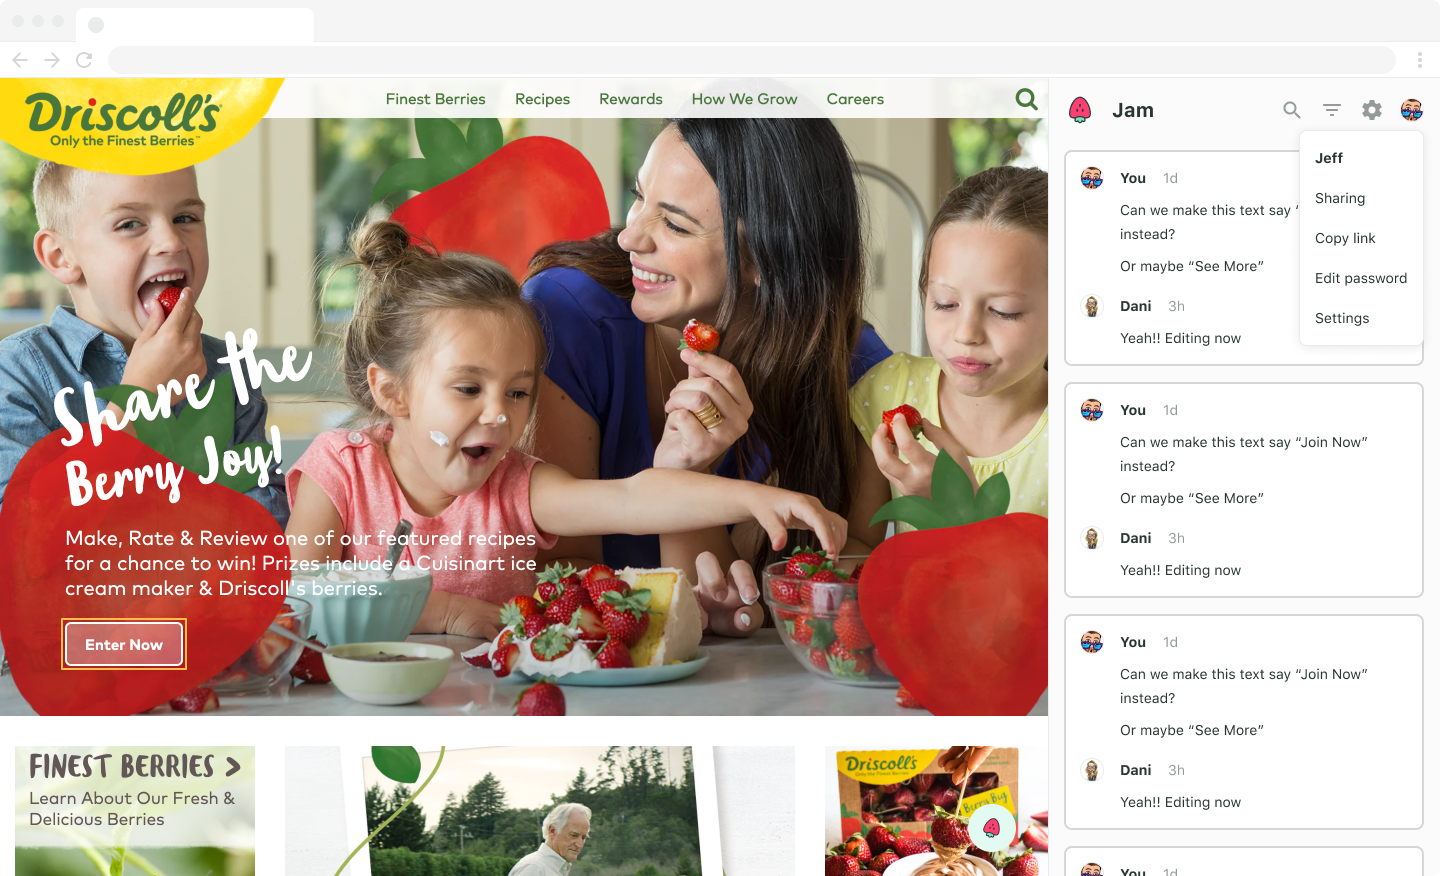 Driscoll's
Only the Finest Berries™
Finest Berries
Recipes
Rewards
How We Grow
Careers
Share the
Berry Joy!
Make, Rate & Review one of our featured recipes
for a chance to win! Prizes include a Cuisinart ice
cream maker & Driscoll's berries.
Enter Now
FINEST BERRIES >
Learn About Our Fresh &
Delicious Berries
Driscoll's
Only the Finest Berries
Berry Big
Jam
Jeff
Sharing
Copy link
Edit password
Settings
You 1d
Can we make this text say “
instead?
Or maybe “See More”
Dani 3h
Yeah!! Editing now
You 1d
Can we make this text say “Join Now”
instead?
Or maybe “See More”
Dani 3h
Yeah!! Editing now
You 1d
Can we make this text say “Join Now”
instead?
Or maybe “See More”
Dani 3h
Yeah!! Editing now
You 1d